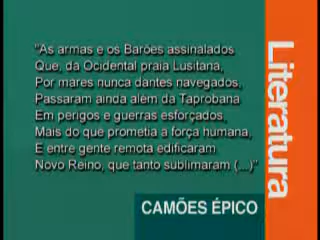 "As armas e os Barões assinalados
Que, da Ocidental praia Lusitana,
Por mares nunca dantes navegados,
Passaram ainda além da Taprobana
Em perigos e guerras esforçados,
Mais do que prometia a força humana,
E entre gente remota edificaram
Novo Reino, que tanto sublimaram (...)"
CAMÕES ÉPICO
Literatura